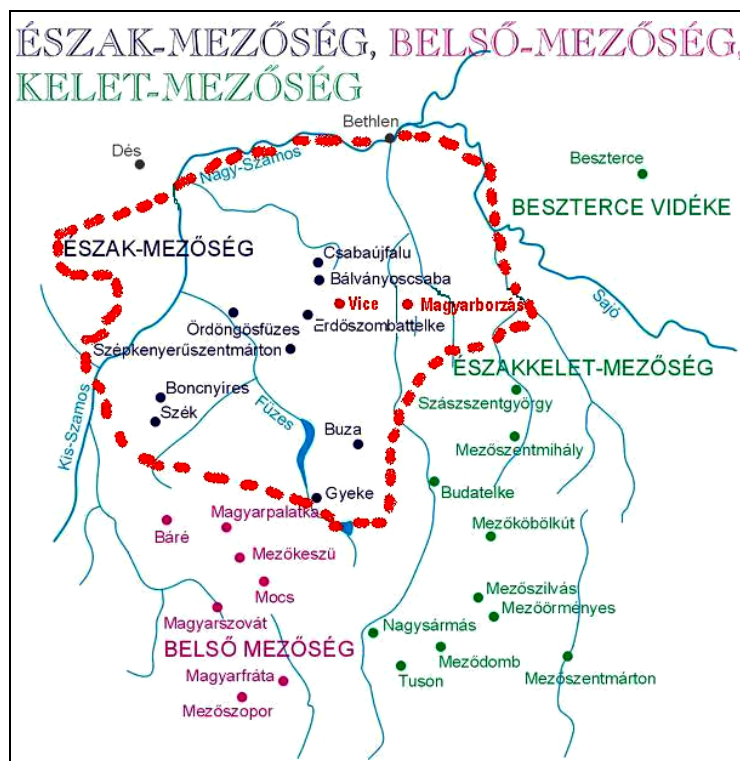 ÉSZAK-MEZŐSÉG, BELSŐ-MEZŐSÉG,
KELET-MEZŐSÉG
Bethlen
Dés
Nagy-Szamos
Beszterce
BESZTERCE VIDÉKE
ÉSZAK-MEZŐSÉG
Csabaújfalu
Bálványoscsaba
Sajó
Vice
Magyarborzás
Ördöngösfüzes
Erdőszombattelke
Szépkenyerűszentmárton
ÉSZAKKELET-MEZŐSÉG
Boncnyires
Szászszentgyörgy
Szék
Füzes
Kis-Szamos
Buza
Mezőszentmihály
Budatelke
Gyeke
Magyarpalatka
Báré
Mezőköbölkút
Mezőkeszü
Mocs
Mezőszilvás
Mezőörményes
Magyarszovát
Nagysármás
BELSŐ MEZŐSÉG
Meződomb
Magyarfráta
Tuson
Mezőszentmárton
Mezőszopor